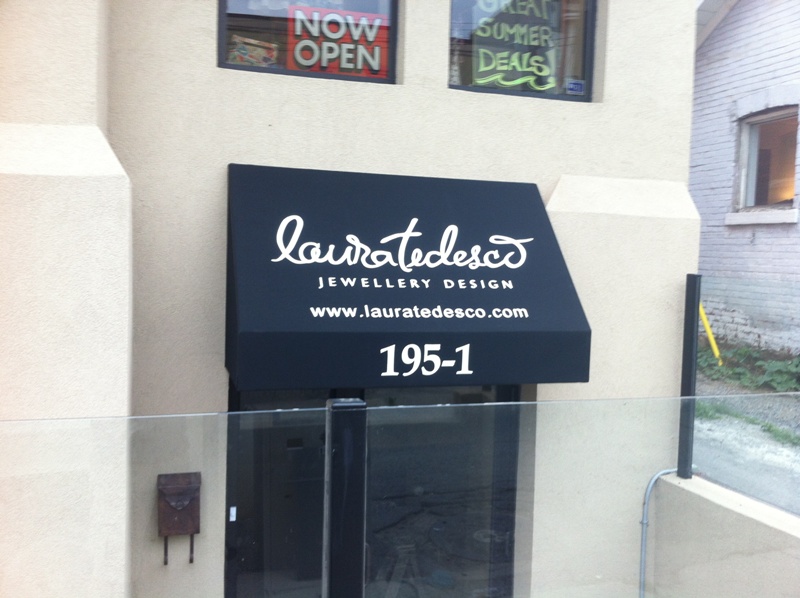 NOW
OPEN
GREAT
SUMMER
DEALS!
lauratedesco
JEWELLERY DESIGN
www.lauratedesco.com
195-1